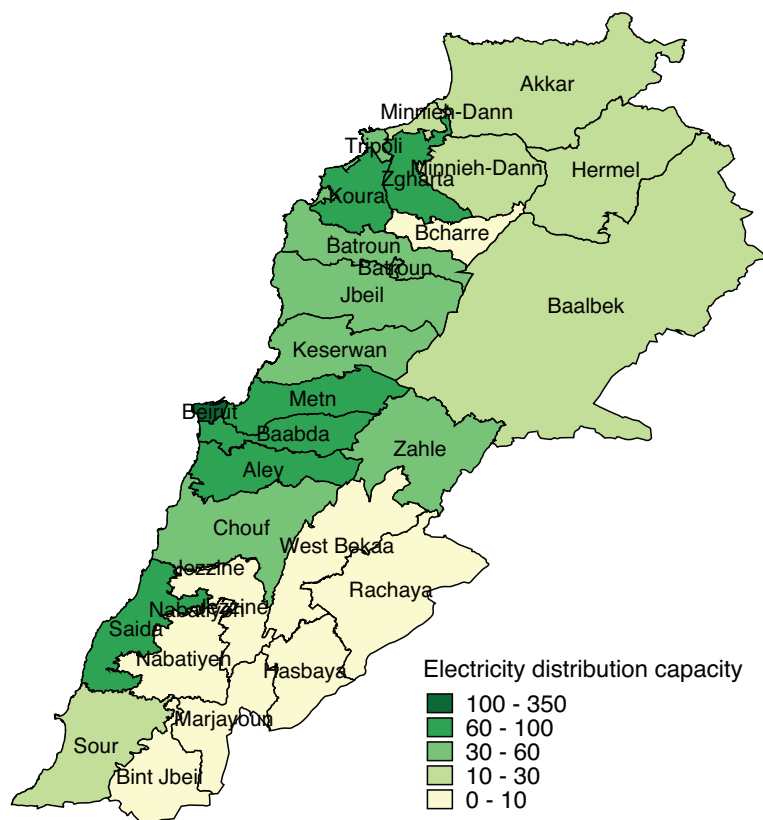 Akkar
Minnieh-Dann
Tripoli
Minnieh-Dann
Hermel
Zgharta
Koura
Bcharre
Batroun
Batroun
Jbeil
Baalbek
Keserwan
Metn
Beirut
Baabda
Zahle
Aley
Chouf
West Bekaa
Jezzine
Rachaya
Nabatiyeh
Jezzine
Saida
Nabatiyeh
Hasbaya
Marjayoun
Sour
Bint Jbeil
Electricity distribution capacity
100 - 350
60 - 100
30 - 60
10 - 30
0 - 10